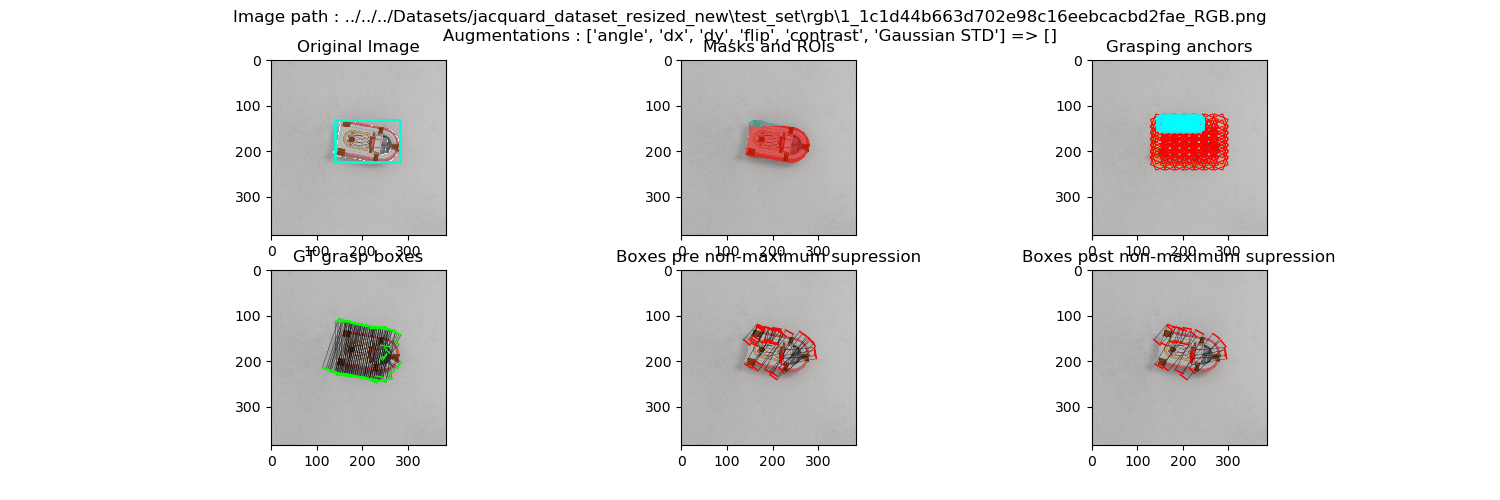 Image path : ../../../Datasets/jacquard_dataset_resized_new\test_set\rgb\1_1c1d44b663d702e98c16eebcacbd2fae_RGB.png
Augmentations : ['angle', 'dx', 'dy', 'flip', 'contrast', 'Gaussian STD'] => []
Original Image
0
100
200
300
0 100 200 300
Masks and ROIs
0
100
200
300
0 100 200 300
Grasping anchors
0
100
200
300
0 100 200 300
GT grasp boxes
0
100
200
300
0 100 200 300
Boxes pre non-maximum supression
0
100
200
300
0 100 200 300
Boxes post non-maximum supression
0
100
200
300
0 100 200 300